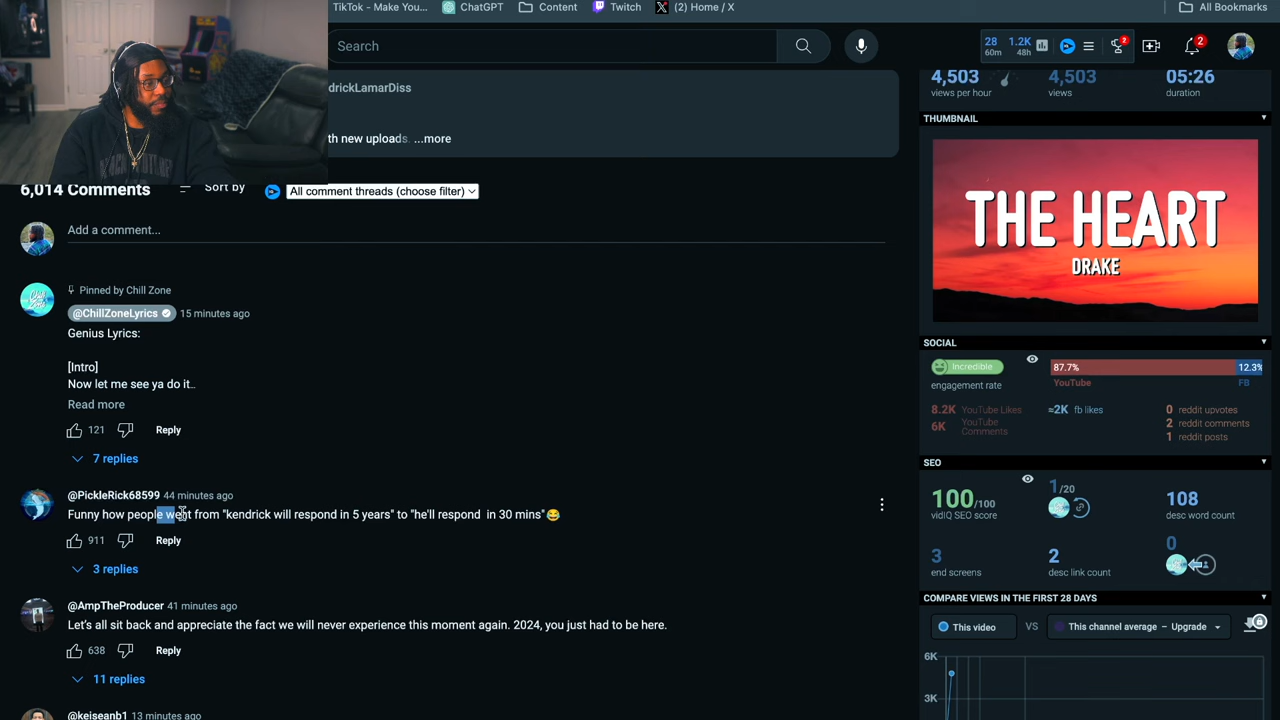 TikTok - Make You...
ChatGPT
Content
Twitch
(2) Home / X
All Bookmarks
Search
28
60m
1.2K
48h
2
2
drickLamarDiss
th new uploads. ...more
6,014 Comments
Sort by
All comment threads (choose filter)
Add a comment...
Pinned by Chill Zone
@ChillZoneLyrics
15 minutes ago
Genius Lyrics:
[Intro]
Now let me see ya do it..
Read more
121
Reply
7 replies
@PickleRick68599 44 minutes ago
Funny how people went from "kendrick will respond in 5 years" to "he'll respond in 30 mins"😂
911
Reply
3 replies
@AmpTheProducer 41 minutes ago
Let's all sit back and appreciate the fact we will never experience this moment again. 2024, you just had to be here.
638
Reply
11 replies
@keiseanb1 13 minutes ago
4,503
views per hour
4,503
views
05:26
duration
THUMBNAIL
THE HEART
DRAKE
SOCIAL
Incredible
engagement rate
87.7%
12.3%
YouTube
FB
8.2K YouTube Likes
6K YouTube Comments
≈2K fb likes
0 reddit upvotes
2 reddit comments
1 reddit posts
SEO
100/100
vidIQ SEO score
1/20
108
desc word count
3
end screens
2
desc link count
0
COMPARE VIEWS IN THE FIRST 28 DAYS
This video
VS
This channel average – Upgrade
6K
3K